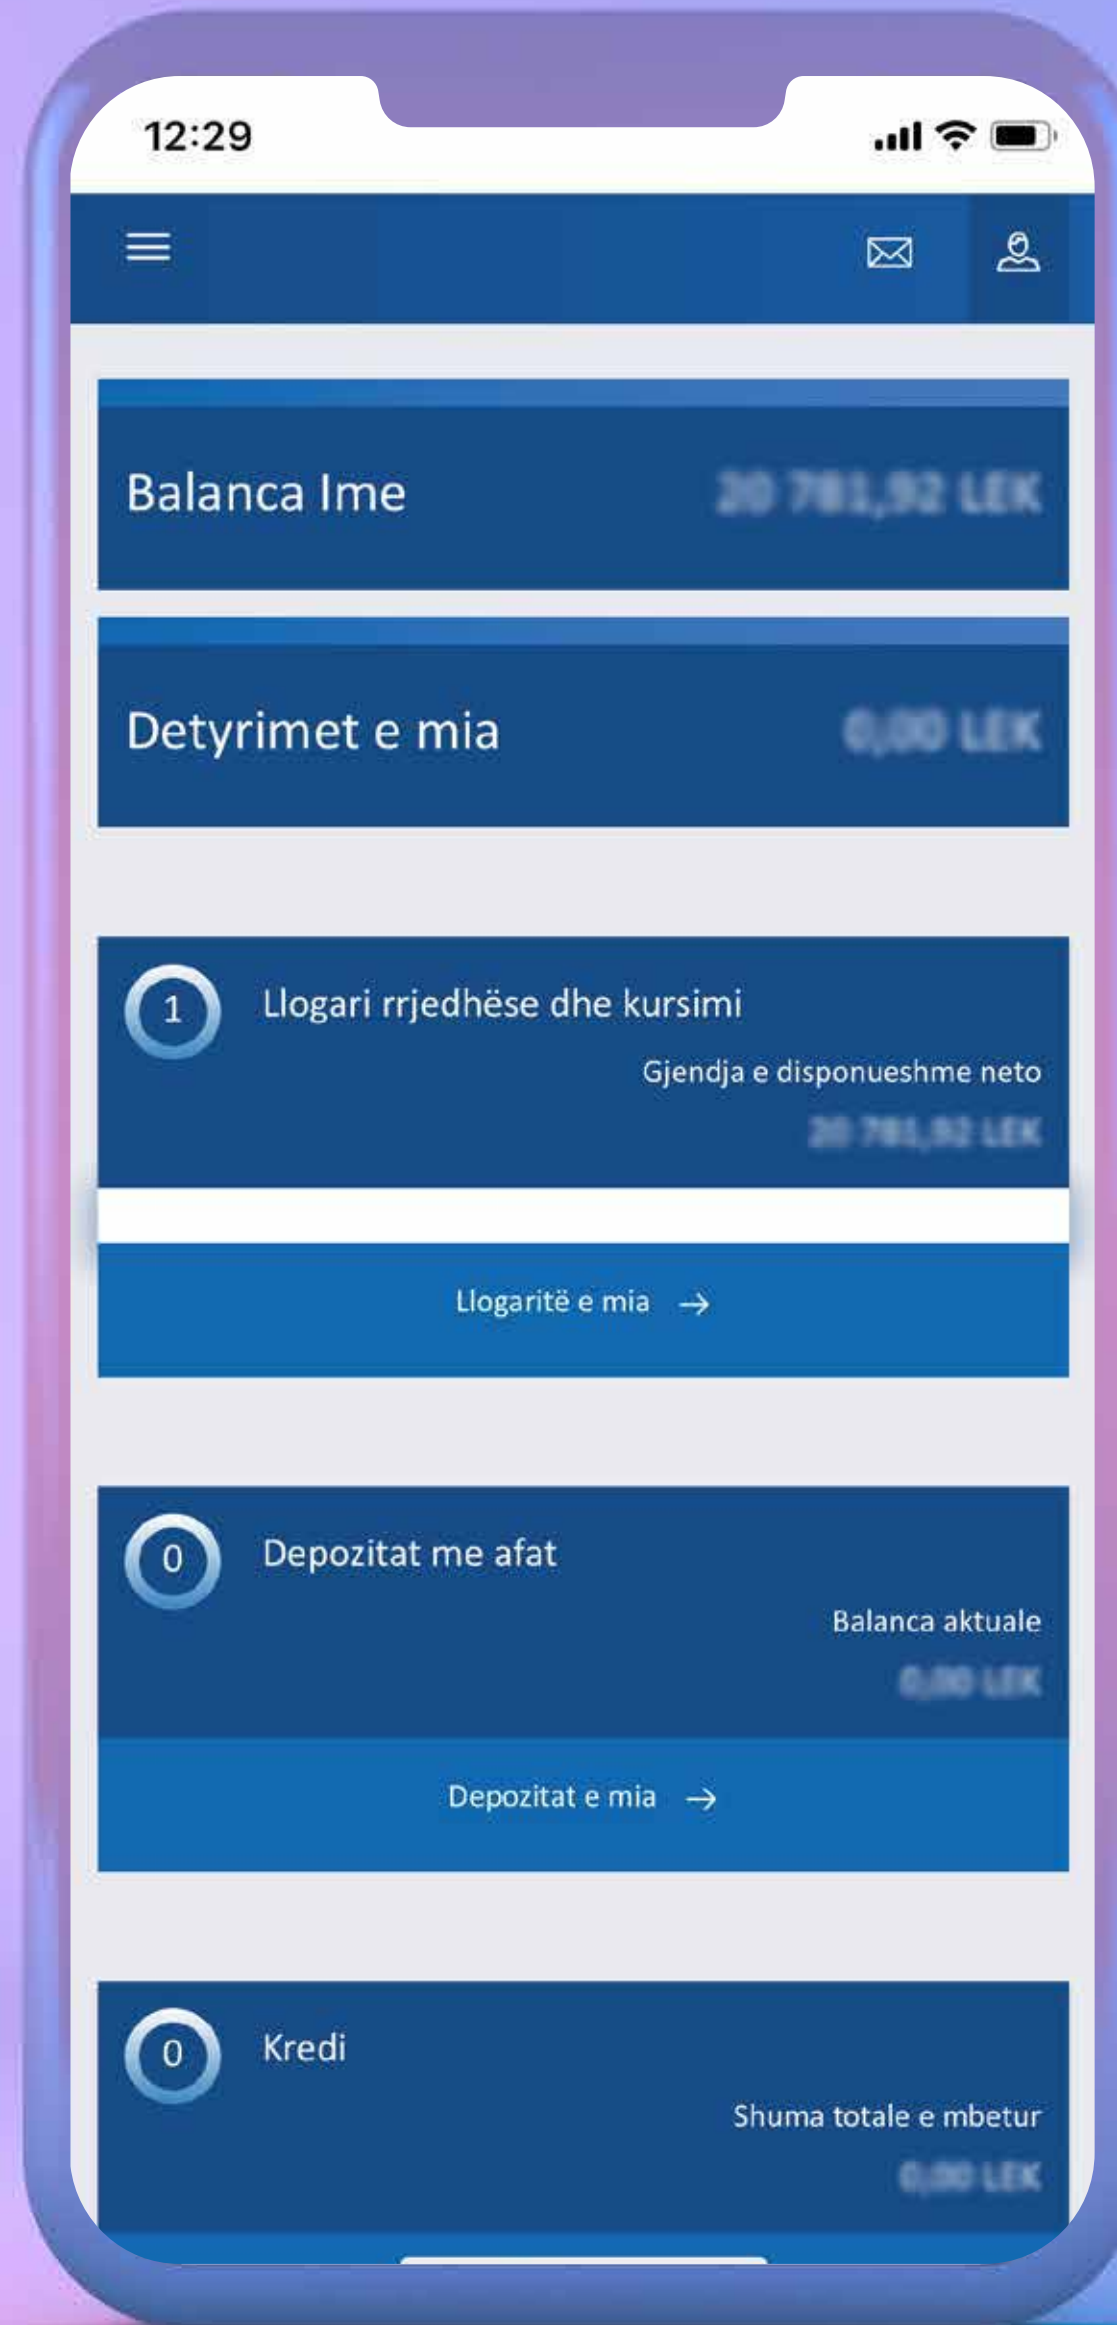 12:29
Balanca Ime
Detyrimet e mia
1
Llogari rrjedhëse dhe kursimi
Gjendja e disponueshme neto
Llogaritë e mia →
0
Depozitat me afat
Balanca aktuale
Depozitat e mia →
0
Kredi
Shuma totale e mbetur